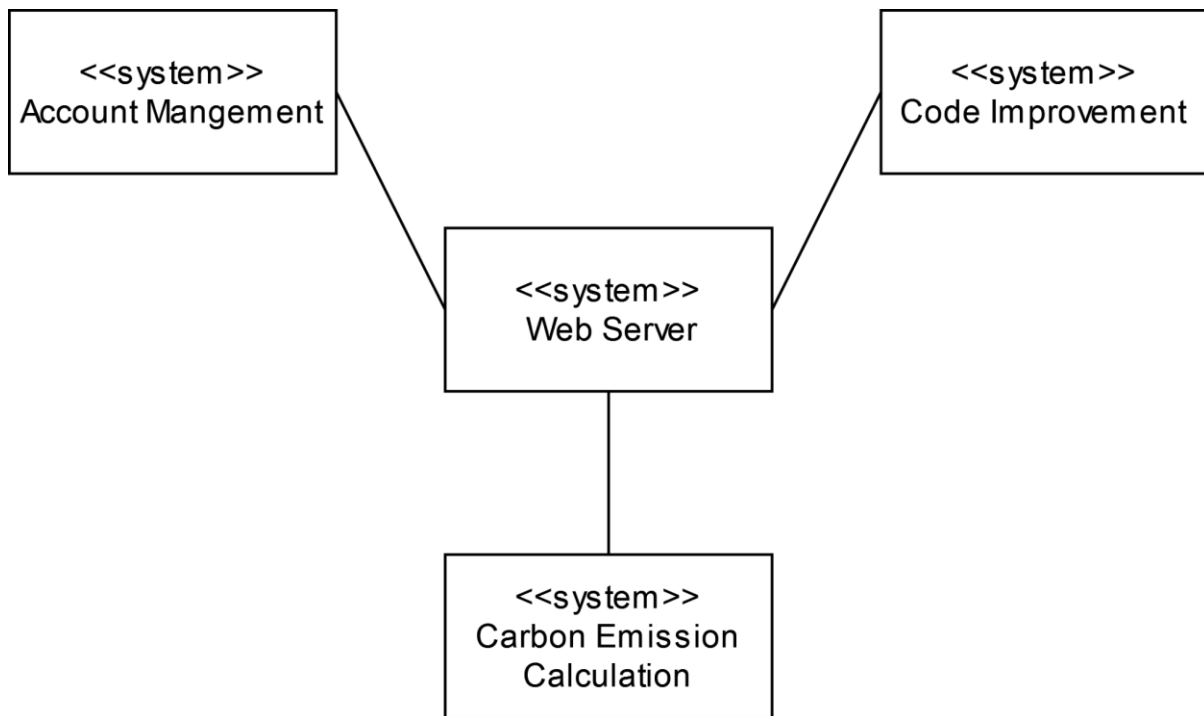 <<system>>
Account Mangement
<<system>>
Code Improvement
<<system>>
Web Server
<<system>>
Carbon Emission
Calculation